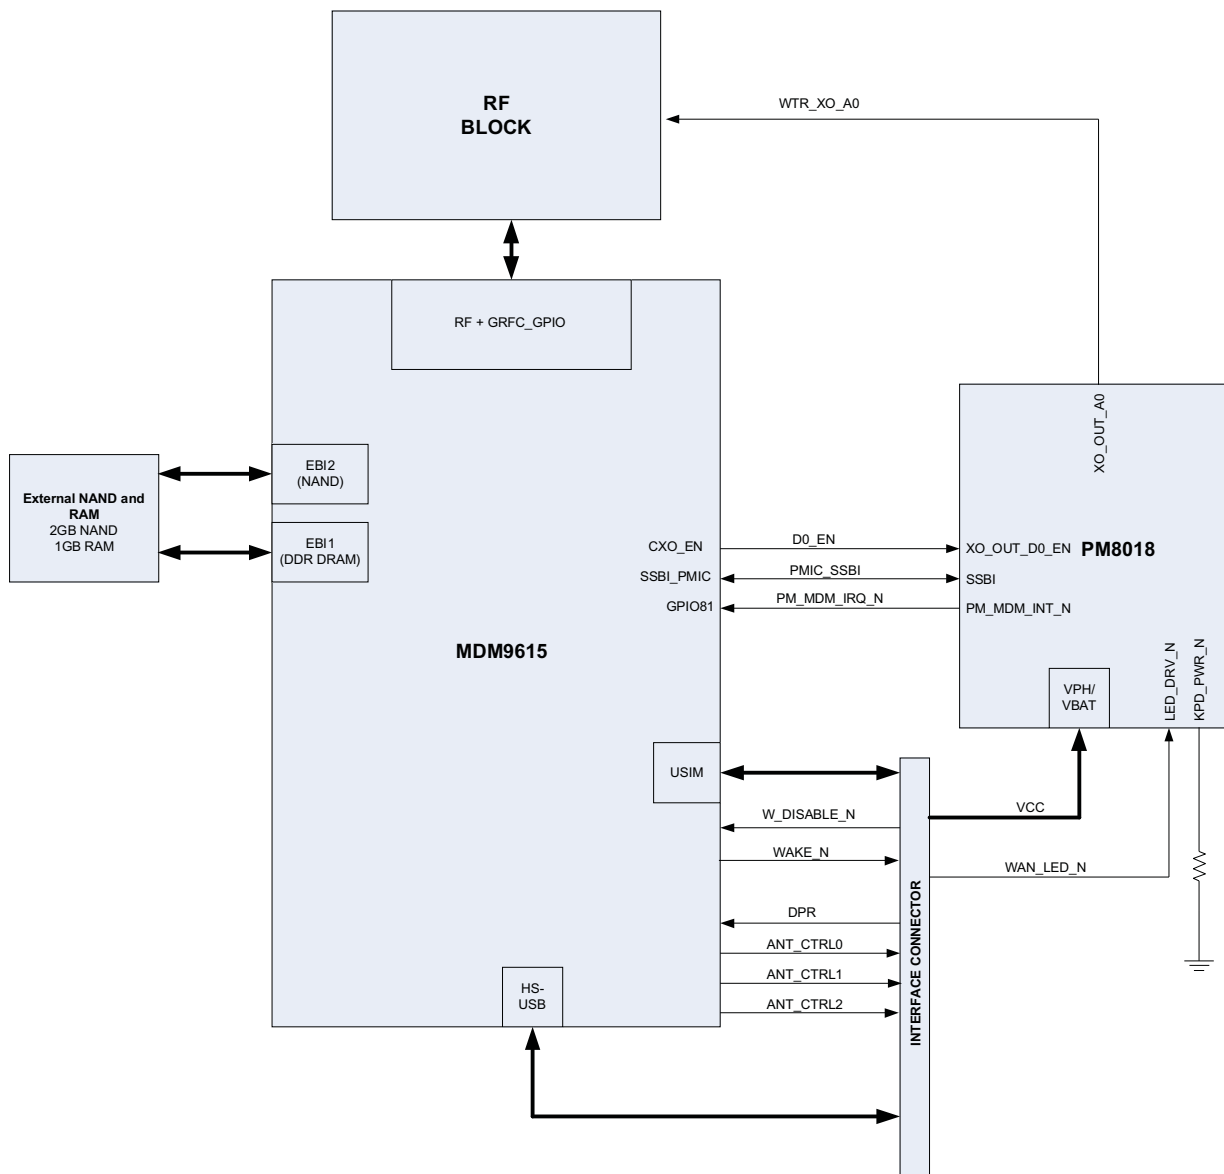 RF
BLOCK
WTR_XO_A0
RF + GRFC_GPIO
XO_OUT_A0
EBI2
(NAND)
External NAND and
RAM
2GB NAND
1GB RAM
EBI1
(DDR DRAM)
CXO_EN
D0_EN
XO_OUT_D0_EN
PM8018
SSBI_PMIC
PMIC_SSBI
SSBI
GPIO81
PM_MDM_IRQ_N
PM_MDM_INT_N
MDM9615
VPH/
VBAT
LED_DRV_N
KPD_PWR_N
USIM
W_DISABLE_N
VCC
WAKE_N
WAN_LED_N
DPR
ANT_CTRL0
ANT_CTRL1
ANT_CTRL2
INTERFACE CONNECTOR
HS-
USB